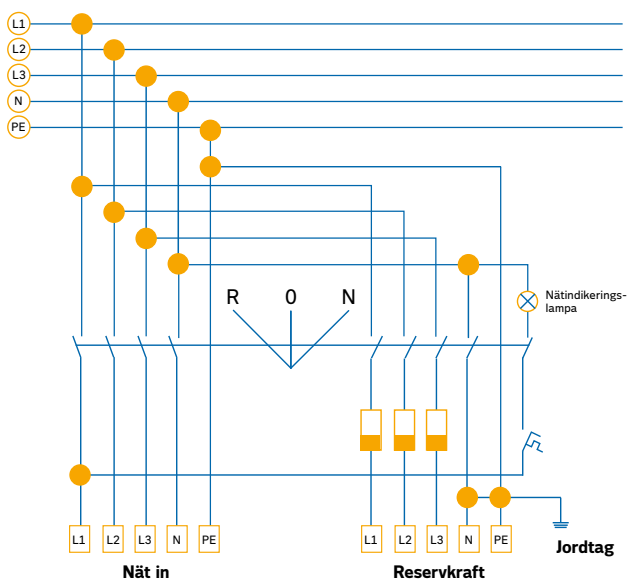 L1
L2
L3
N
PE
R 0 N
Nätindikerings-
lampa
L1 L2 L3 N PE L1 L2 L3 N PE
Jordtag
Nät in Reservkraft